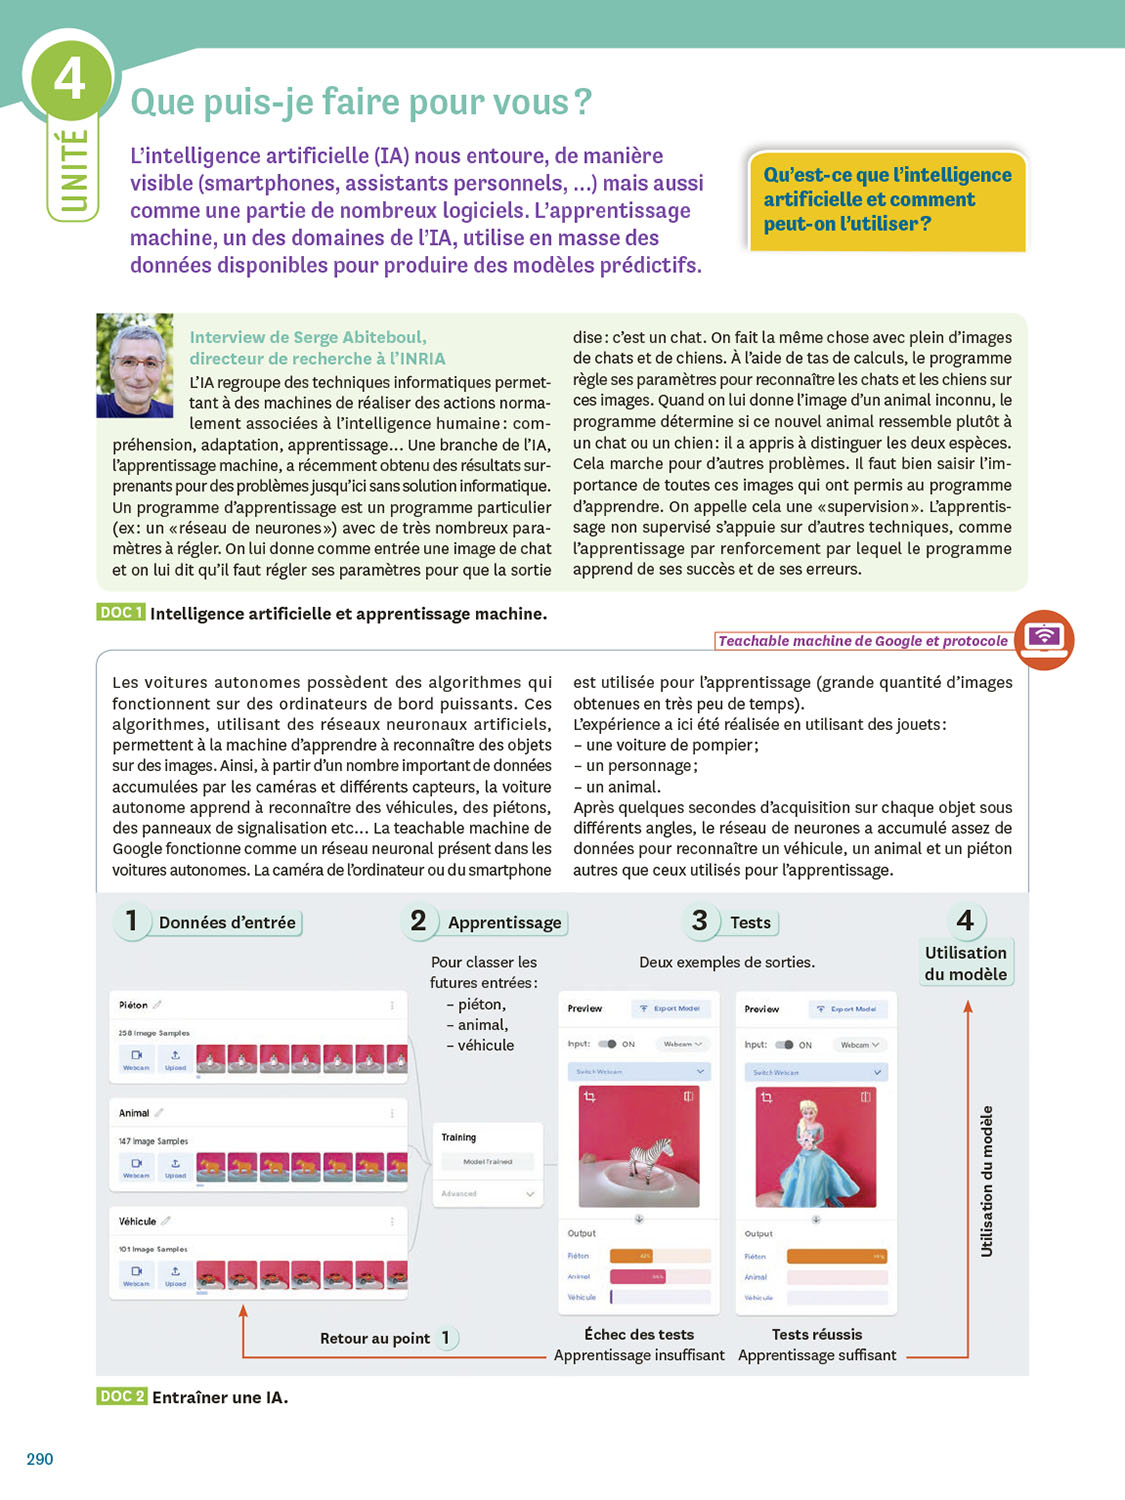 4
UNITÉ
Que puis-je faire pour vous ?
L'intelligence artificielle (IA) nous entoure, de manière
visible (smartphones, assistants personnels, ...) mais aussi
comme une partie de nombreux logiciels. L'apprentissage
machine, un des domaines de l'IA, utilise en masse des
données disponibles pour produire des modèles prédictifs.
Qu'est-ce que l'intelligence
artificielle et comment
peut-on l'utiliser ?
Interview de Serge Abiteboul,
directeur de recherche à l'INRIA
L'IA regroupe des techniques informatiques permet-
tant à des machines de réaliser des actions norma-
lement associées à l'intelligence humaine : com-
préhension, adaptation, apprentissage... Une branche de l'IA,
l'apprentissage machine, a récemment obtenu des résultats sur-
prenants pour des problèmes jusqu'ici sans solution informatique.
Un programme d'apprentissage est un programme particulier
(ex : un « réseau de neurones ») avec de très nombreux para-
mètres à régler. On lui donne comme entrée une image de chat
et on lui dit qu'il faut régler ses paramètres pour que la sortie
dise : c'est un chat. On fait la même chose avec plein d'images
de chats et de chiens. À l'aide de tas de calculs, le programme
règle ses paramètres pour reconnaître les chats et les chiens sur
ces images. Quand on lui donne l'image d'un animal inconnu, le
programme détermine si ce nouvel animal ressemble plutôt à
un chat ou un chien : il a appris à distinguer les deux espèces.
Cela marche pour d'autres problèmes. Il faut bien saisir l'im-
portance de toutes ces images qui ont permis au programme
d'apprendre. On appelle cela une « supervision ». L'apprentis-
sage non supervisé s'appuie sur d'autres techniques, comme
l'apprentissage par renforcement par lequel le programme
apprend de ses succès et de ses erreurs.
DOC 1 Intelligence artificielle et apprentissage machine.
Teachable machine de Google et protocole
Les voitures autonomes possèdent des algorithmes qui
fonctionnent sur des ordinateurs de bord puissants. Ces
algorithmes, utilisant des réseaux neuronaux artificiels,
permettent à la machine d'apprendre à reconnaître des objets
sur des images. Ainsi, à partir d'un nombre important de données
accumulées par les caméras et différents capteurs, la voiture
autonome apprend à reconnaître des véhicules, des piétons,
des panneaux de signalisation etc... La teachable machine de
Google fonctionne comme un réseau neuronal présent dans les
voitures autonomes. La caméra de l'ordinateur ou du smartphone
est utilisée pour l'apprentissage (grande quantité d'images
obtenues en très peu de temps).
L'expérience a ici été réalisée en utilisant des jouets :
– une voiture de pompier ;
– un personnage ;
– un animal.
Après quelques secondes d'acquisition sur chaque objet sous
différents angles, le réseau de neurones a accumulé assez de
données pour reconnaître un véhicule, un animal et un piéton
autres que ceux utilisés pour l'apprentissage.
1 Données d'entrée
2 Apprentissage
3 Tests
4
Utilisation
du modèle
Pour classer les
futures entrées :
– piéton,
– animal,
– véhicule
Deux exemples de sorties.
Piéton
258 Image Samples
Webcam Upload
Animal
147 Image Samples
Webcam Upload
Véhicule
101 Image Samples
Webcam Upload
Training
Model Trained
Advanced
Preview Export Model
Input: ON Webcam
Switch Webcam
Output
Piéton
Animal
Véhicule
Preview Export Model
Input: ON Webcam
Switch Webcam
Output
Piéton
Animal
Véhicule
Utilisation du modèle
Retour au point 1
Échec des tests
Apprentissage insuffisant
Tests réussis
Apprentissage suffisant
DOC 2 Entraîner une IA.
290